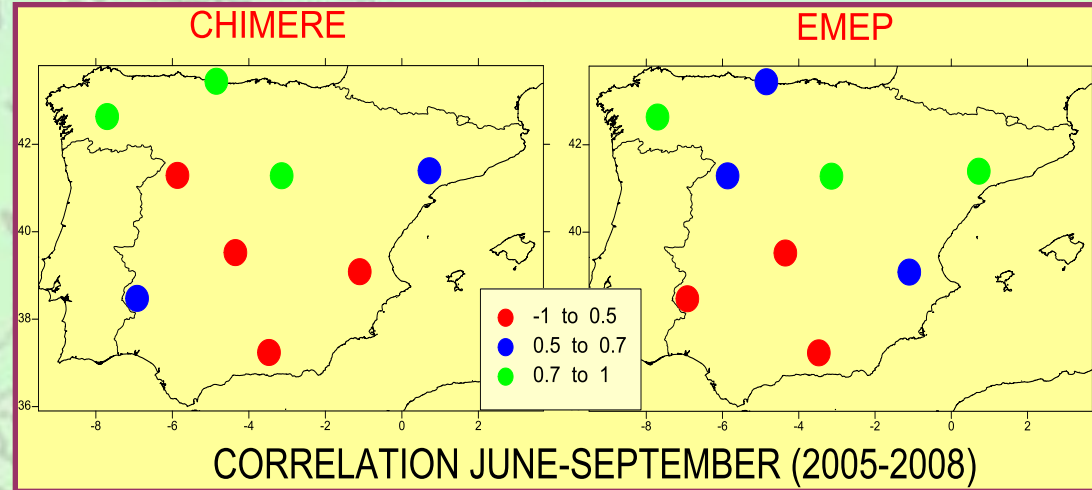 CHIMERE
EMEP
42
40
38
36
-8 -6 -4 -2 0 2
42
40
-8 -6 -4 -2 0 2
-1 to 0.5
0.5 to 0.7
0.7 to 1
CORRELATION JUNE-SEPTEMBER (2005-2008)